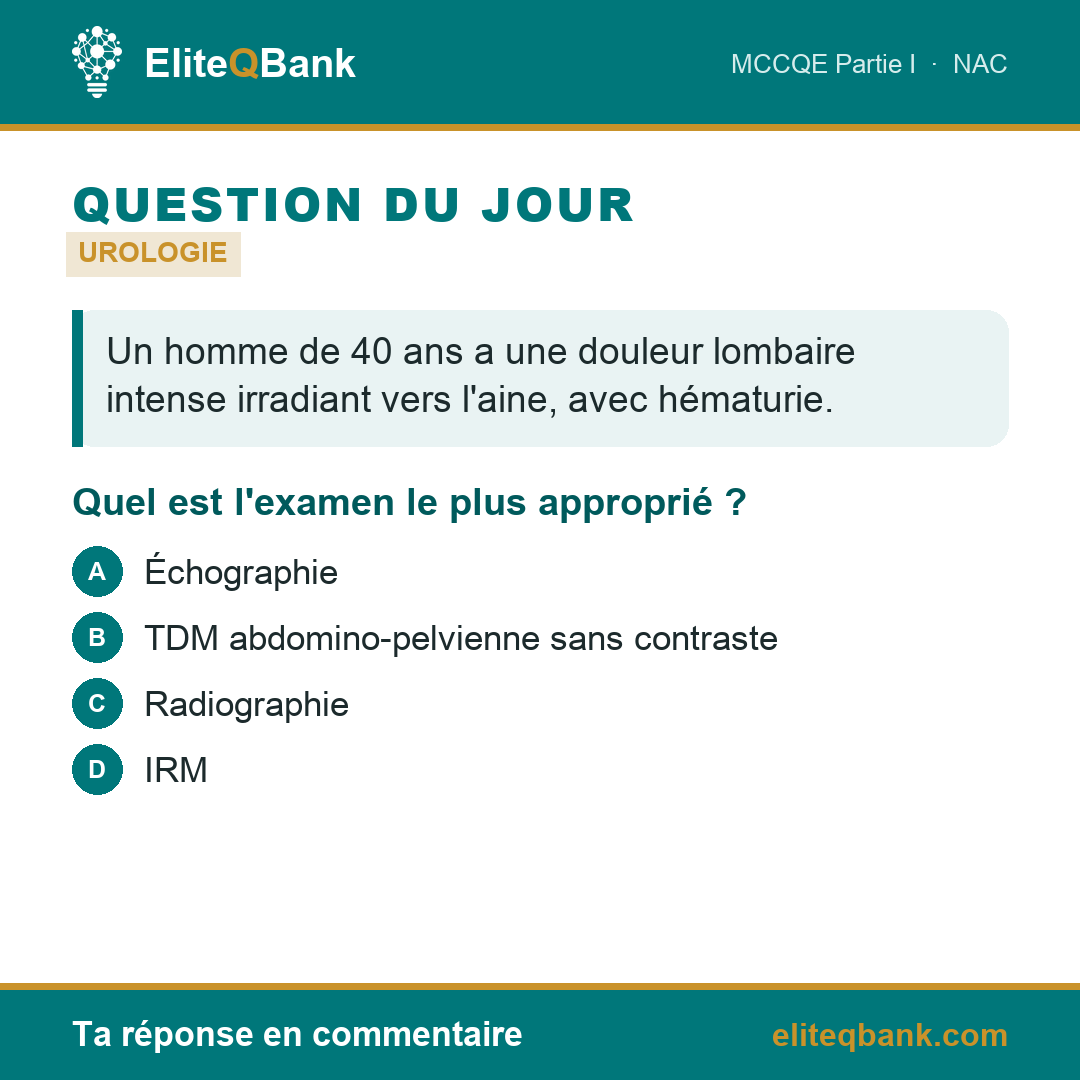 EliteQBank
MCCQE Partie I · NAC
QUESTION DU JOUR
UROLOGIE
Un homme de 40 ans a une douleur lombaire
intense irradiant vers l'aine, avec hématurie.
Quel est l'examen le plus approprié ?
A Échographie
B TDM abdomino-pelvienne sans contraste
C Radiographie
D IRM
Ta réponse en commentaire
eliteqbank.com